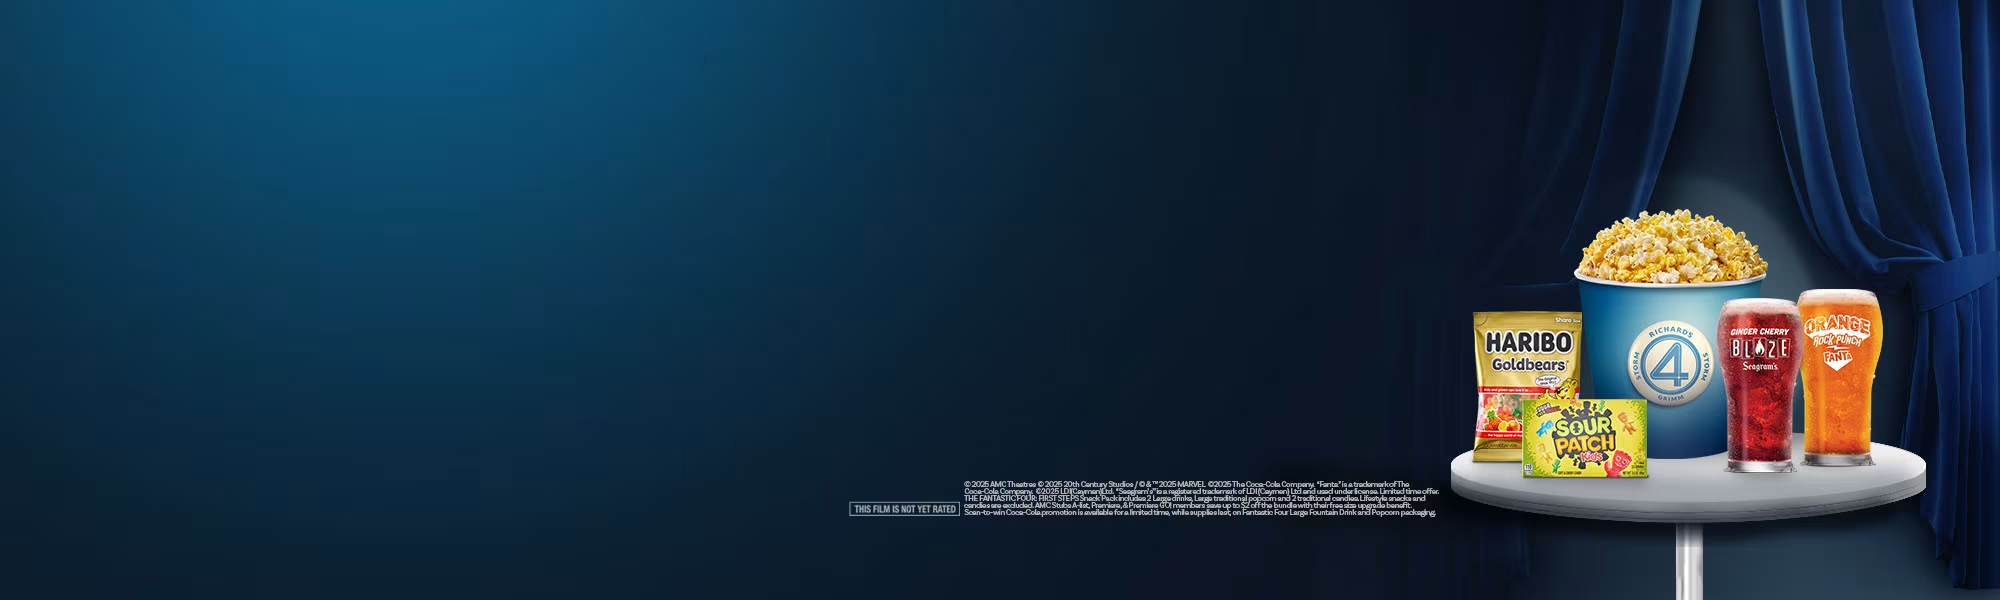 Share Size
HARIBO
Goldbears
SOUR
PATCH
Kids
RICHARDS
STORM
4
STORM
GRIMM
GINGER CHERRY
BLAZE
Seagram's
ORANGE
ROCK PUNCH
FANTA
© 2025 AMC Theatres © 2025 20th Century Studios / © & ™ 2025 MARVEL ©2025 The Coca-Cola Company. "Fanta" is a trademark of The
Coca-Cola Company. ©2025 LDI (Cayman) Ltd. "Seagram's" is a registered trademark of LDI (Cayman) Ltd and used under license. Limited time offer.
THE FANTASTIC FOUR: FIRST STEPS Snack Pack includes 2 Large drinks, Large traditional popcorn and 2 traditional candies. Lifestyle snacks and
candies are excluded. AMC Stubs A-list, Premiere, & Premiere GO! members save up to $2 off the bundle with their free size upgrade benefit.
Scan-to-win Coca-Cola promotion is available for a limited time, while supplies last, on Fantastic Four Large Fountain Drink and Popcorn packaging.
THIS FILM IS NOT YET RATED